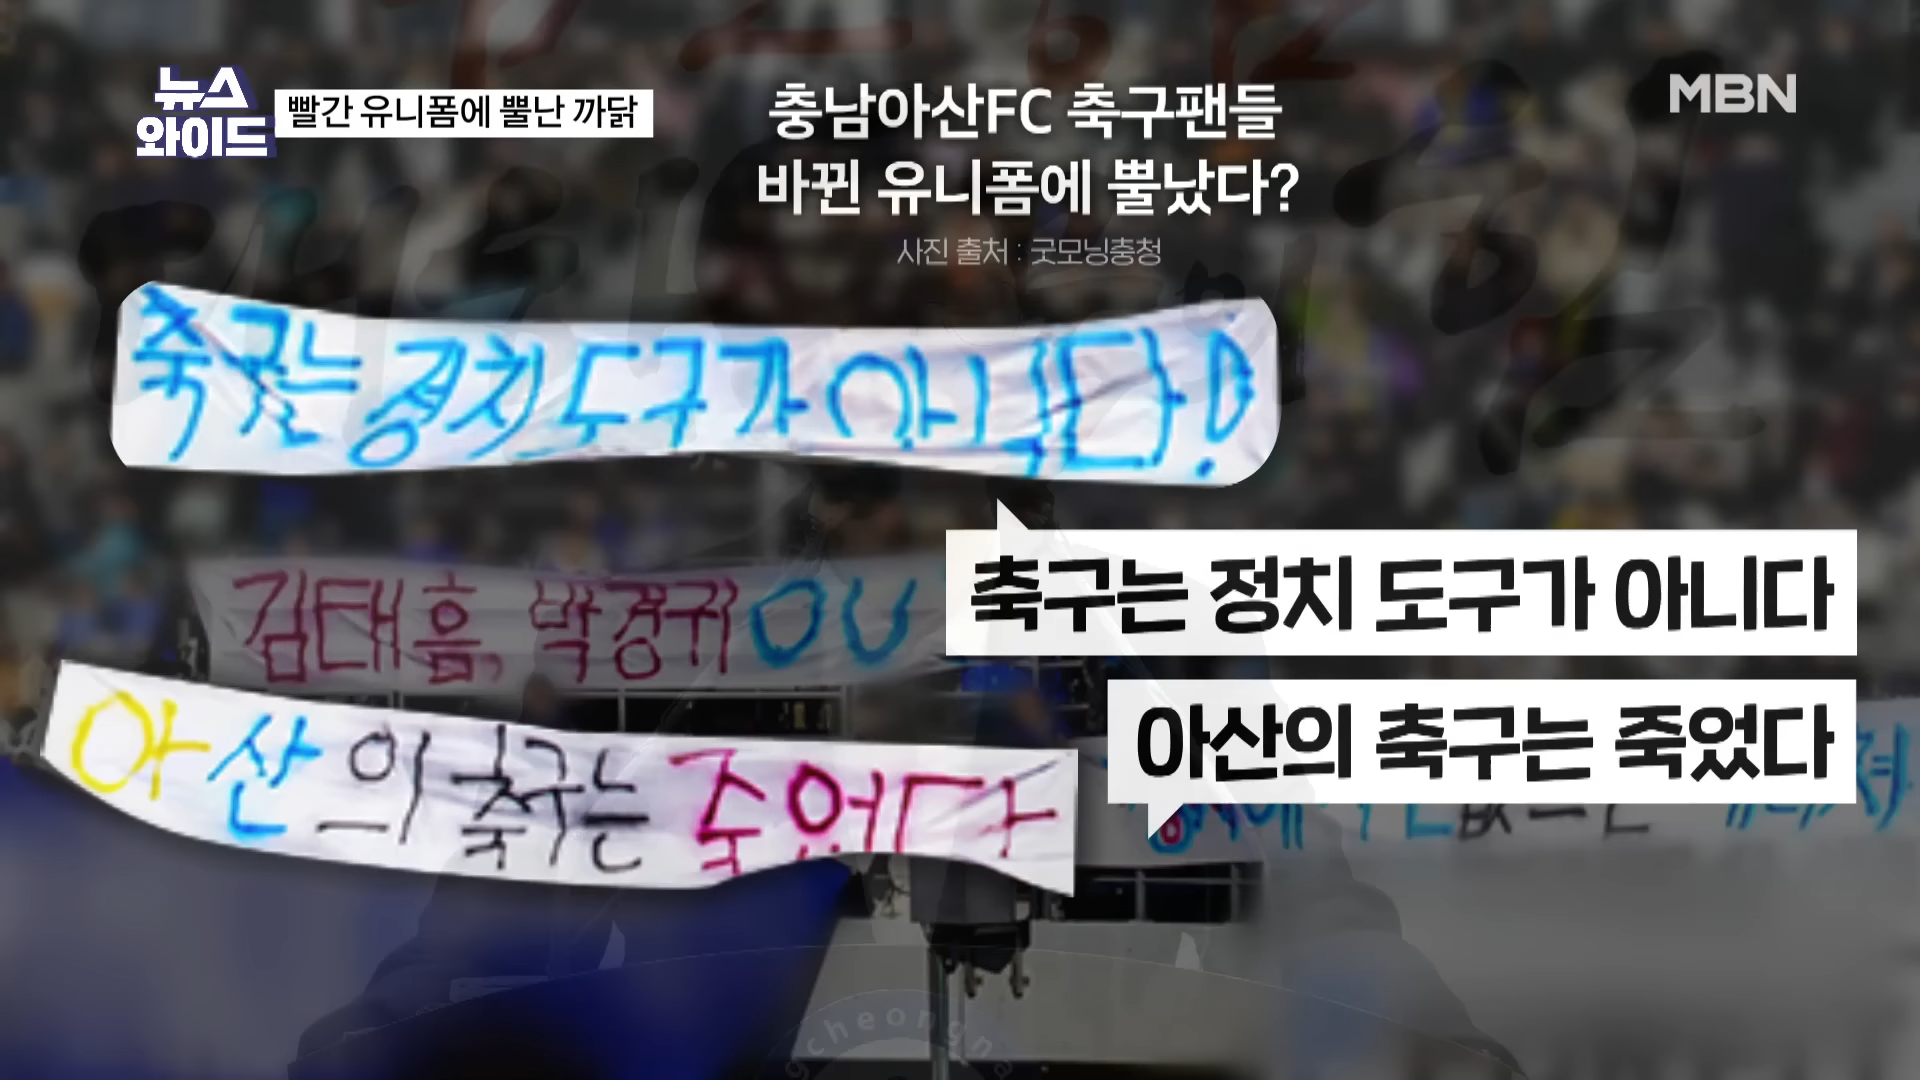 뉴스
와이드
빨간 유니폼에 뿔난 까닭
충남아산FC 축구팬들
바뀐 유니폼에 뿔났다?
사진 출처 : 굿모닝충청
MBN
축구는 정치 도구가 아니다!
축구는 정치 도구가 아니다
김태흠, 박경귀 OU
아산의 축구는 죽었다
아산의 축구는 죽었다